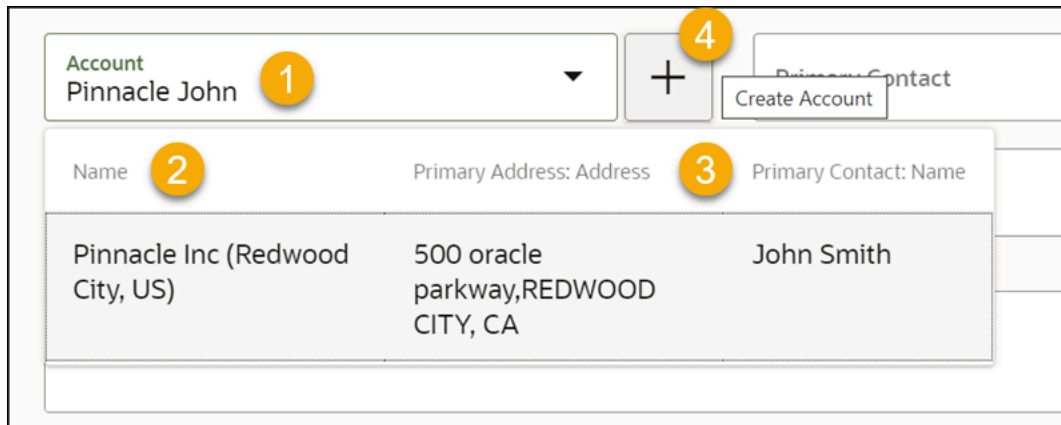 Account
Pinnacle John
1
4
Primary Contact
Create Account
Name
2
Primary Address: Address
3
Primary Contact: Name
Pinnacle Inc (Redwood
City, US)
500 oracle
parkway,REDWOOD
CITY, CA
John Smith